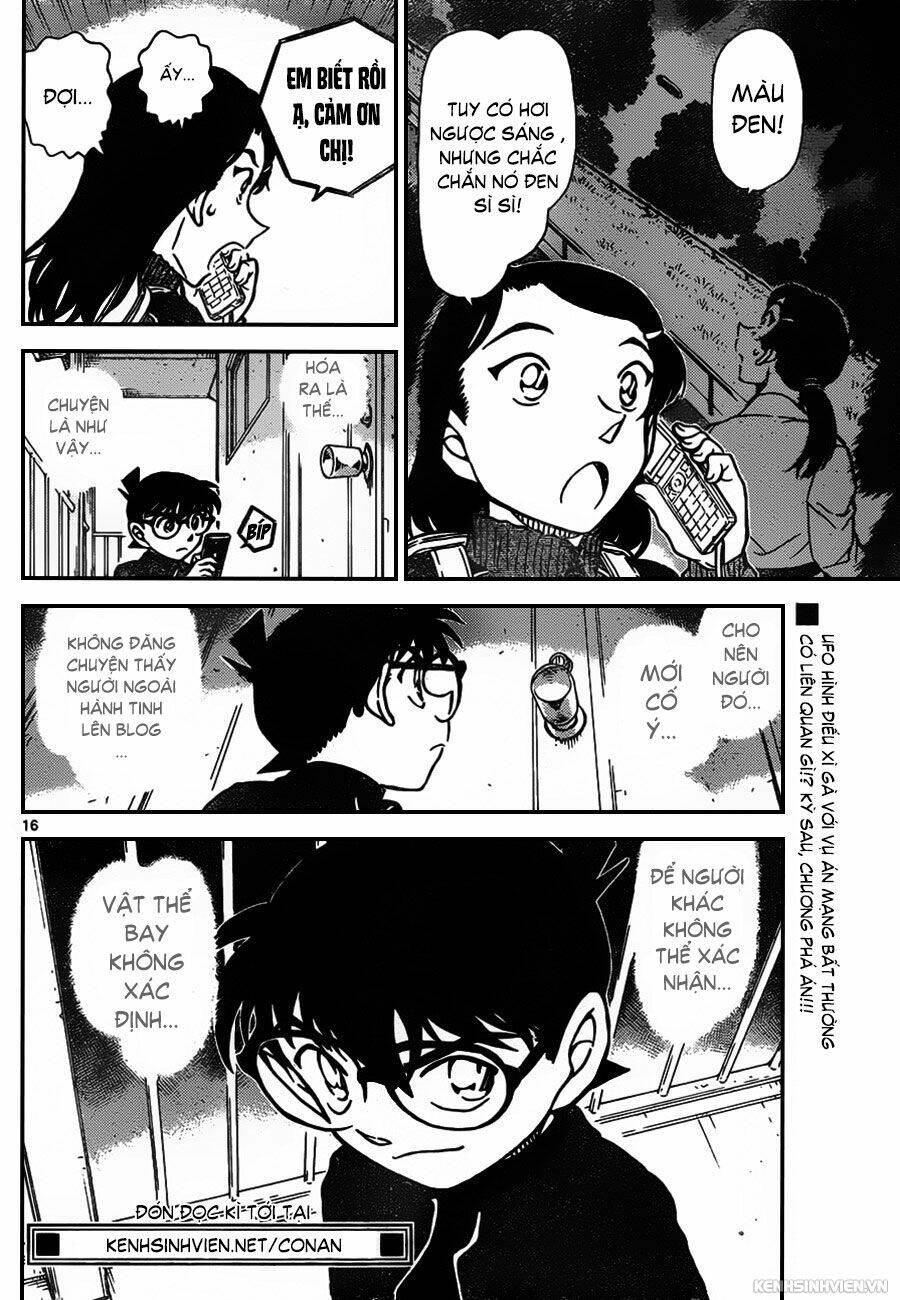 MÀU
ĐEN!
TUY CÓ HƠI
NGƯỢC SÁNG,
NHƯNG CHẮC
CHẮN NÓ ĐEN
SÌ SÌ!
EM BIẾT RỒI
Ạ, CẢM ƠN
CHỊ!
ẤY...
ĐỢI...
HÓA
RA LÀ
THẾ...
CHUYỆN
LÀ NHƯ
VẬY...
BÍP
CHO
NÊN
NGƯỜI
ĐÓ...
MỚI
CỐ
Ý...
KHÔNG ĐĂNG
CHUYỆN THẤY
NGƯỜI NGOÀI
HÀNH TINH
LÊN BLOG
...
UFO HÌNH ĐIẾU XÌ GÀ VỚI VỤ ÁN MẠNG BẤT THƯỜNG
CÓ LIÊN QUAN GÌ!? KỲ SAU, CHƯƠNG PHÁ ÁN!!!
16
ĐỂ NGƯỜI
KHÁC
KHÔNG
THỂ XÁC
NHẬN...
VẬT THỂ
BAY
KHÔNG
XÁC
ĐỊNH...
ĐÓN ĐỌC KÌ TỚI TẠI
KENHSINHVIEN.NET/CONAN
KENHSINHVIEN.VN